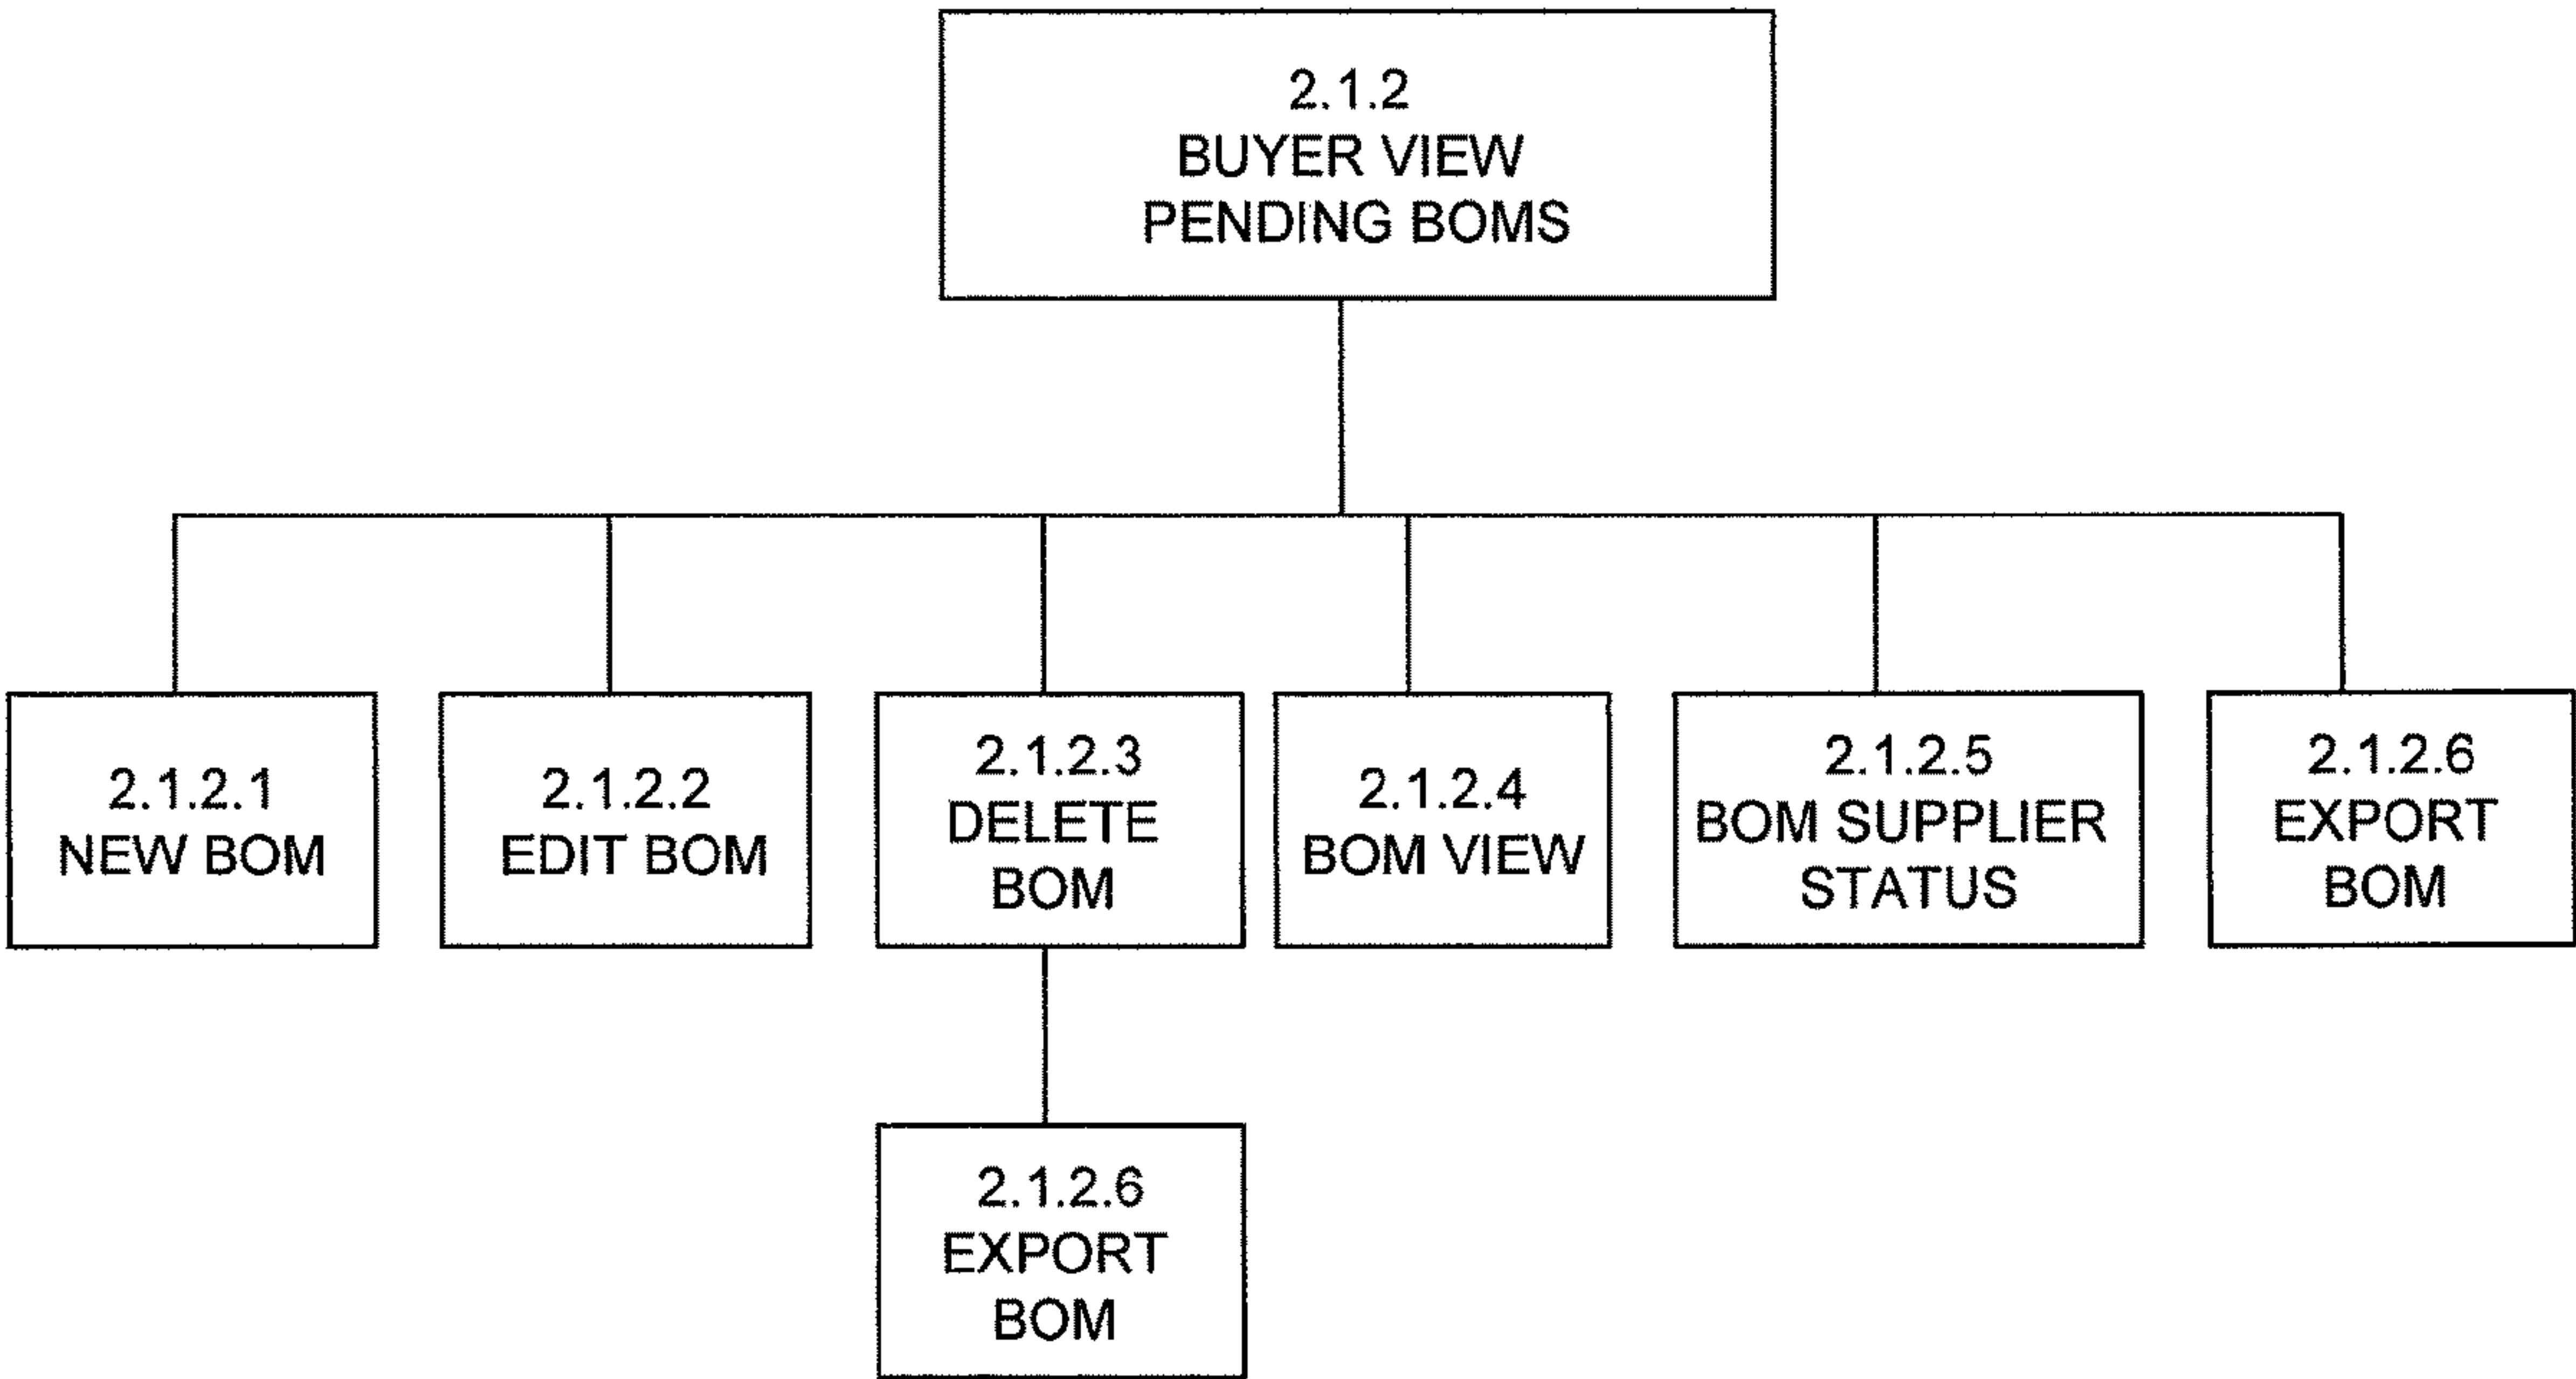 2.1.2
BUYER VIEW
PENDING BOMS
2.1.2.1
NEW BOM
2.1.2.2
EDIT BOM
2.1.2.3
DELETE
BOM
2.1.2.4
BOM VIEW
2.1.2.5
BOM SUPPLIER
STATUS
2.1.2.6
EXPORT
BOM
2.1.2.6
EXPORT
BOM